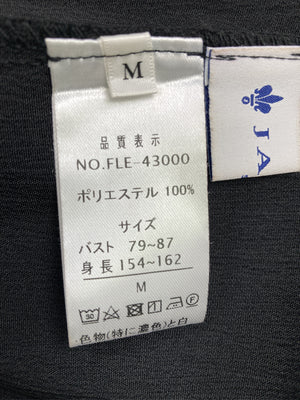 M
品質表示
NO.FLE-43000
ポリエステル 100%
サイズ
バスト 79~87
身長 154~162
M
色物(特に濃色)と白
JA